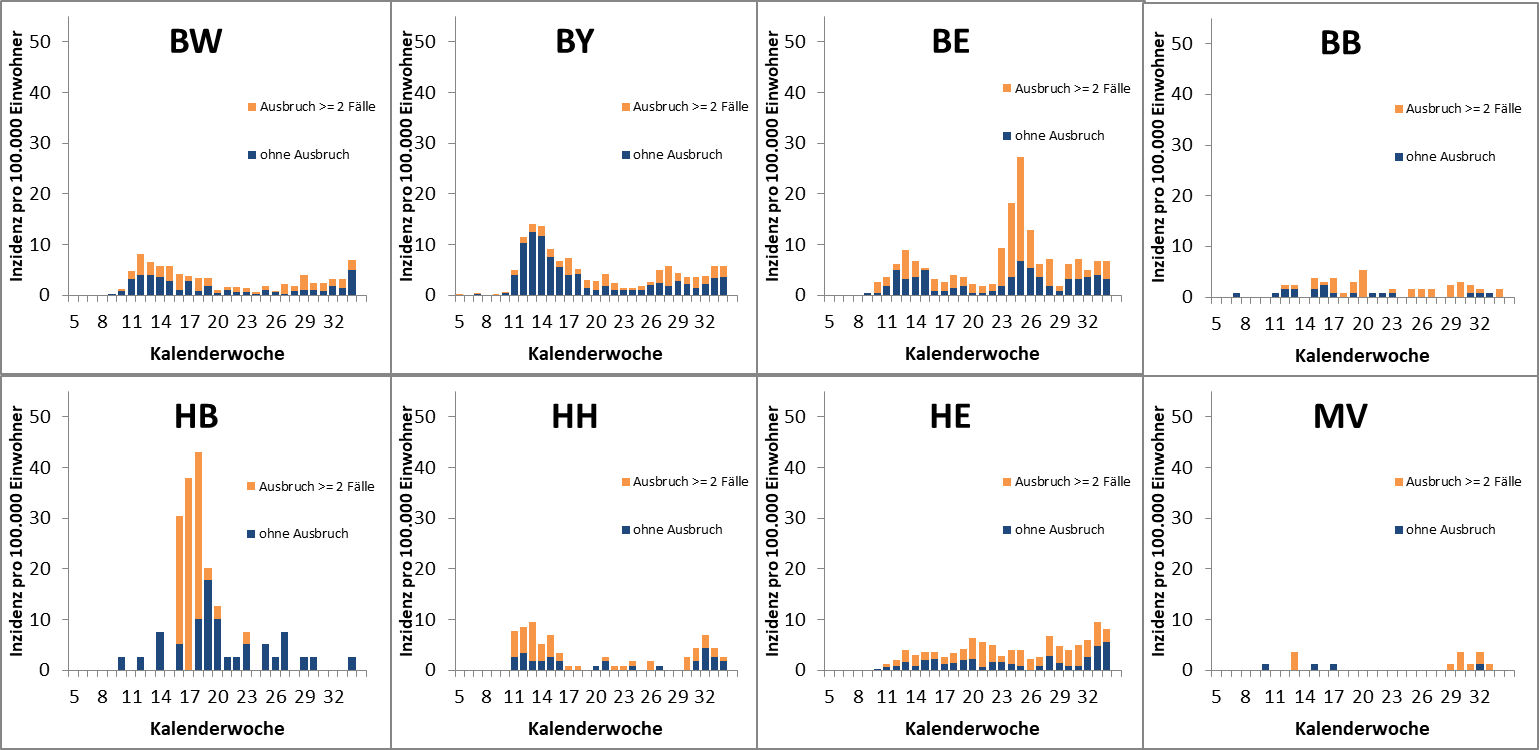 BW
Inzidenz pro 100.000 Einwohner
50
40
30
20
10
0
Ausbruch >= 2 Fälle
ohne Ausbruch
5 8 11 14 17 20 23 26 29 32
Kalenderwoche
BY
Inzidenz pro 100.000 Einwohner
50
40
30
20
10
0
Ausbruch >= 2 Fälle
ohne Ausbruch
5 8 11 14 17 20 23 26 29 32
Kalenderwoche
BE
Inzidenz pro 100.000 Einwohner
50
40
30
20
10
0
Ausbruch >= 2 Fälle
ohne Ausbruch
5 8 11 14 17 20 23 26 29 32
Kalenderwoche
BB
Inzidenz pro 100.000 Einwohner
50
40
30
20
10
0
Ausbruch >= 2 Fälle
ohne Ausbruch
5 8 11 14 17 20 23 26 29 32
Kalenderwoche
HB
Inzidenz pro 100.000 Einwohner
50
40
30
20
10
0
Ausbruch >= 2 Fälle
ohne Ausbruch
5 8 11 14 17 20 23 26 29 32
Kalenderwoche
HH
Inzidenz pro 100.000 Einwohner
50
40
30
20
10
0
Ausbruch >= 2 Fälle
ohne Ausbruch
5 8 11 14 17 20 23 26 29 32
Kalenderwoche
HE
Inzidenz pro 100.000 Einwohner
50
40
30
20
10
0
Ausbruch >= 2 Fälle
ohne Ausbruch
5 8 11 14 17 20 23 26 29 32
Kalenderwoche
MV
Inzidenz pro 100.000 Einwohner
50
40
30
20
10
0
Ausbruch >= 2 Fälle
ohne Ausbruch
5 8 11 14 17 20 23 26 29 32
Kalenderwoche